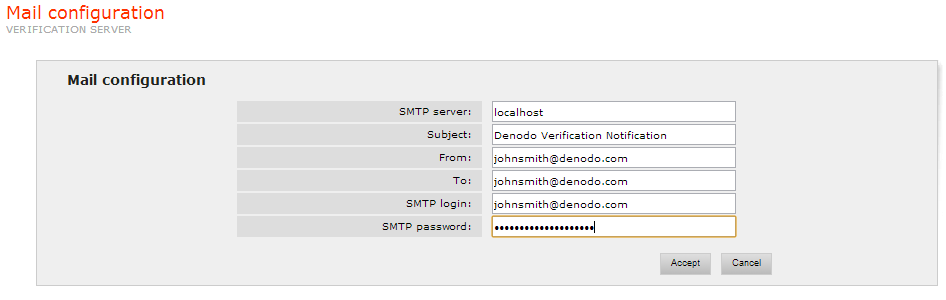 Mail configuration
VERIFICATION SERVER
Mail configuration
SMTP server: localhost
Subject: Denodo Verification Notification
From: johnsmith@denodo.com
To: johnsmith@denodo.com
SMTP login: johnsmith@denodo.com
SMTP password: ••••••••••••••••••••
Accept Cancel